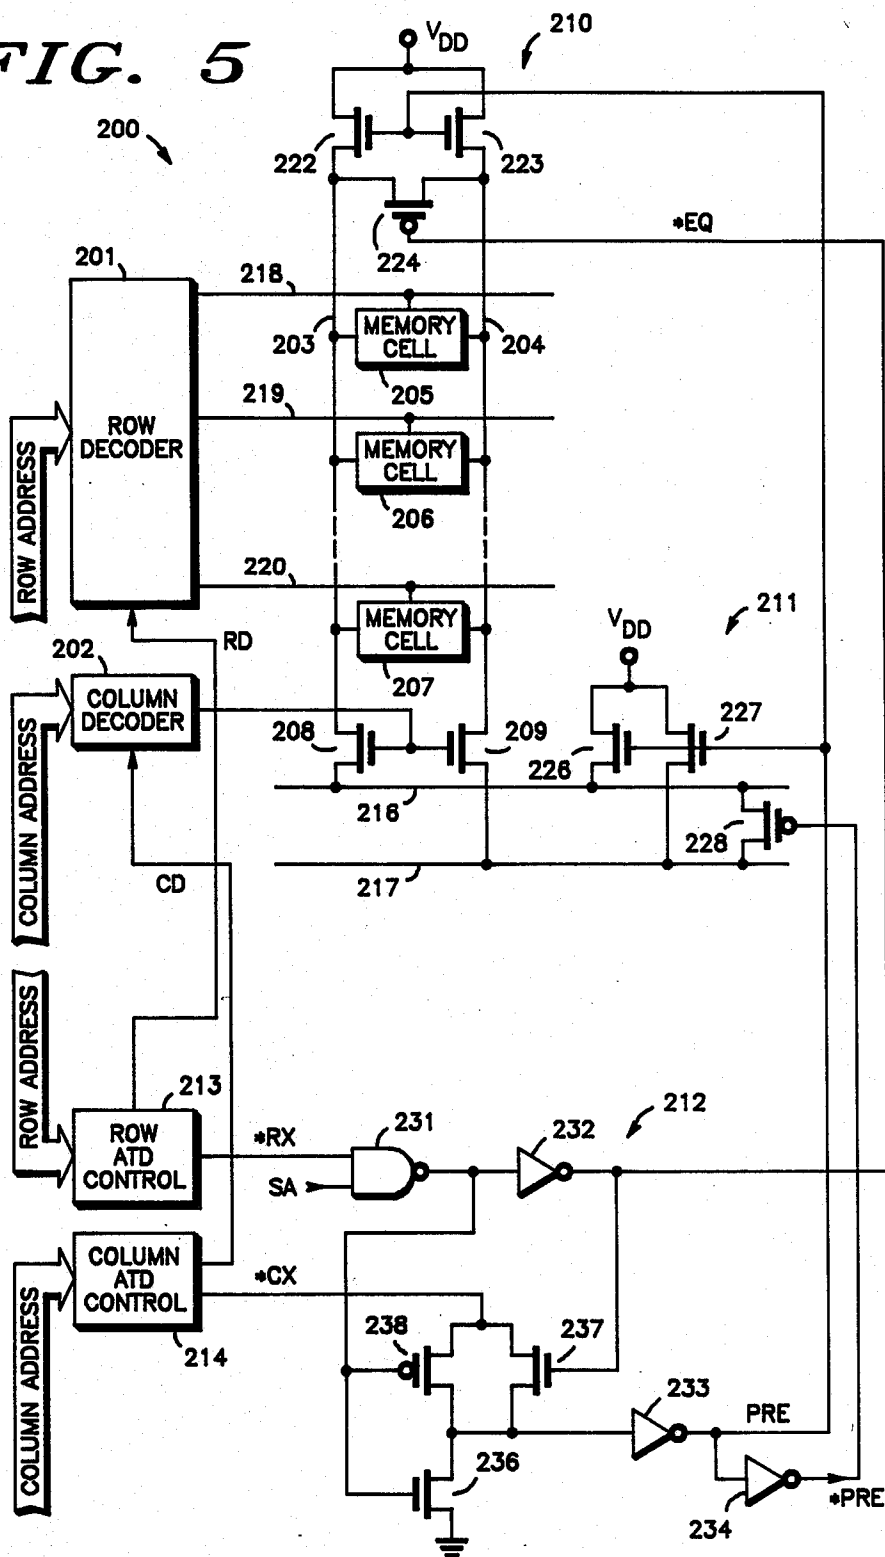 FIG. 5
VDD
210
200
222
223
224
*EQ
201
218
203
MEMORY
CELL
204
205
219
ROW
DECODER
MEMORY
CELL
206
ROW ADDRESS
220
MEMORY
CELL
207
RD
VDD
211
202
COLUMN
DECODER
208
209
226
227
216
228
COLUMN ADDRESS
CD
217
ROW ADDRESS
213
ROW
ATD
CONTROL
*RX
231
232
212
SA
COLUMN
ATD
CONTROL
*CX
214
238
237
COLUMN ADDRESS
233
PRE
236
234
*PRE